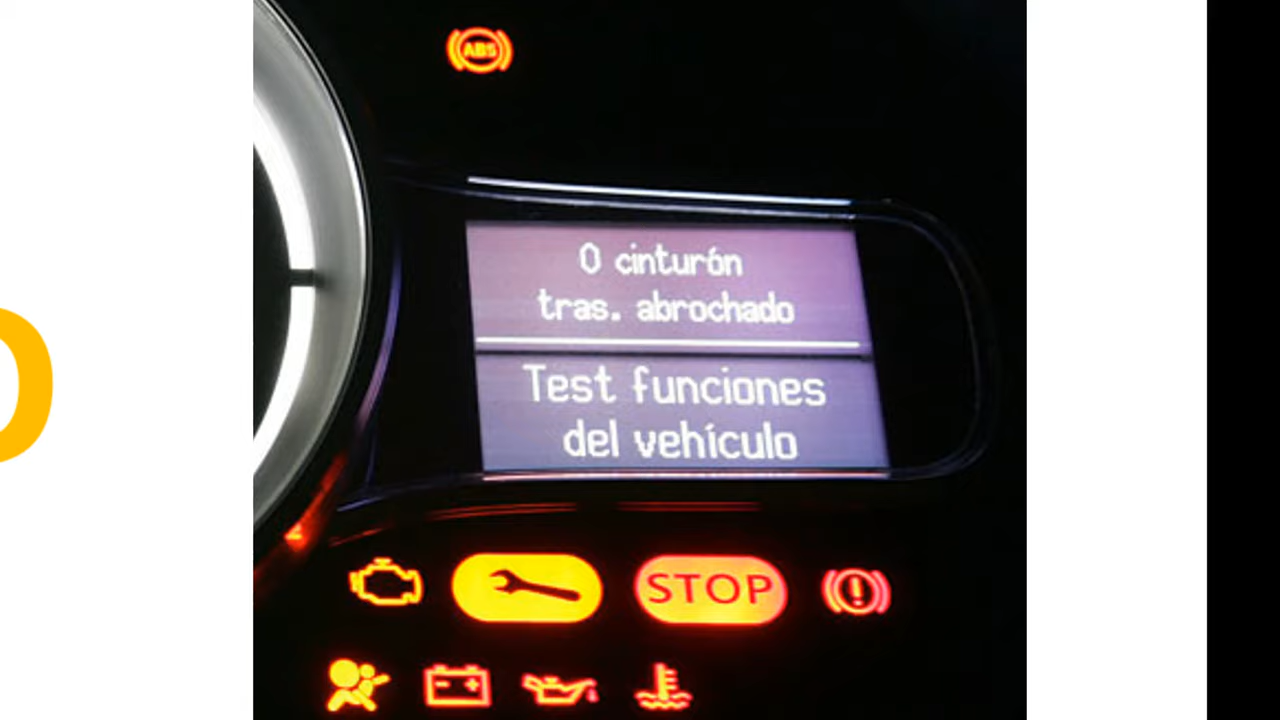 ABS
0 cinturón
tras. abrochado
Test funciones
del vehículo
STOP